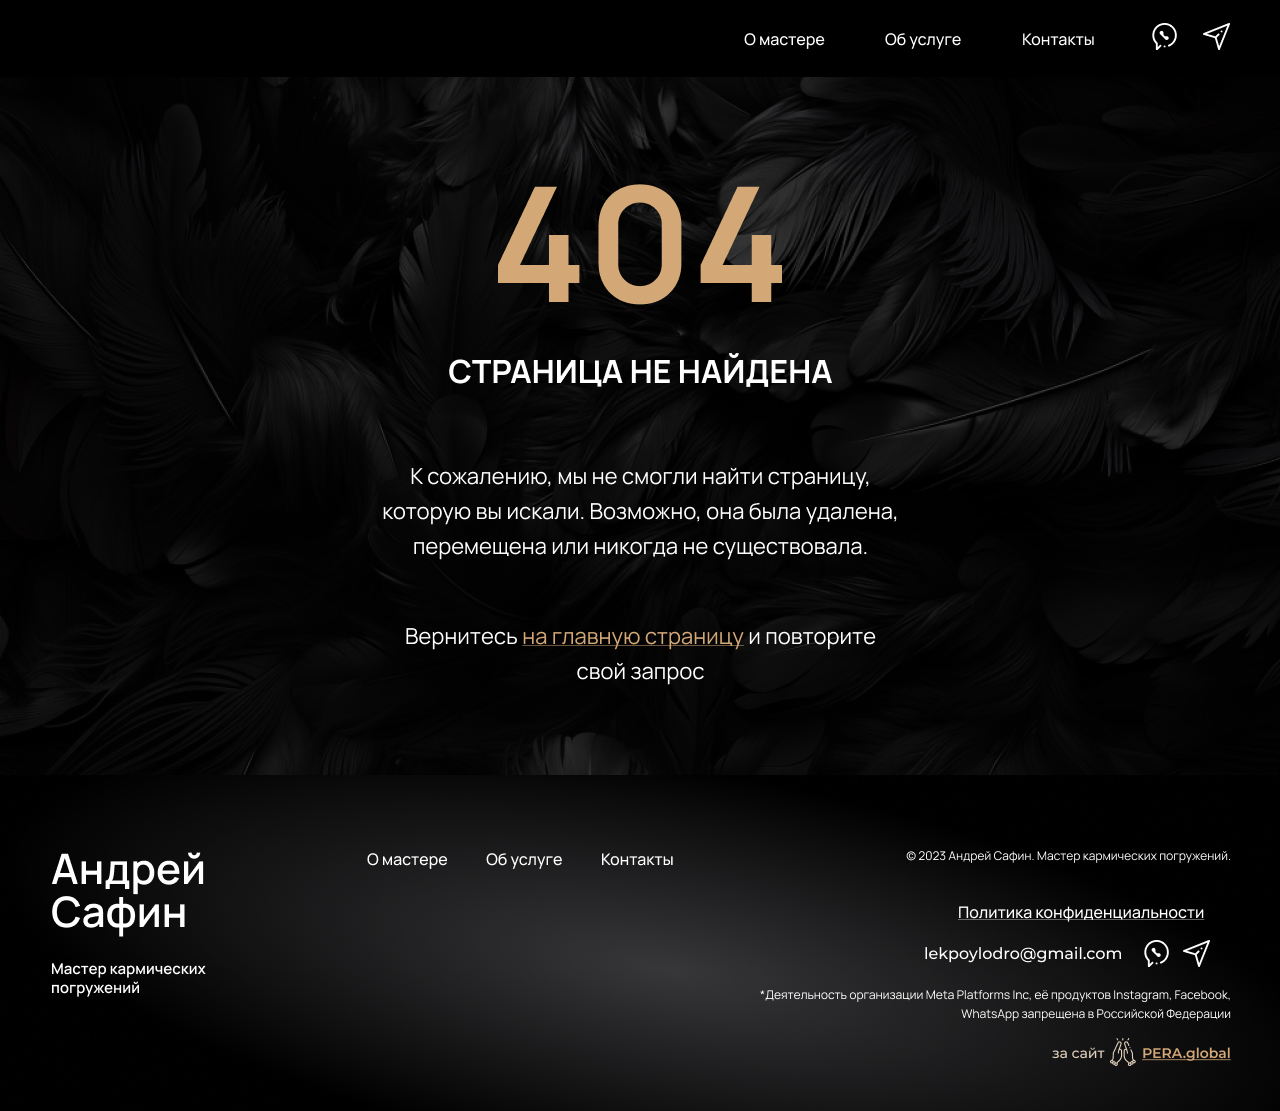 О мастере
Об услуге
Контакты
404
СТРАНИЦА НЕ НАЙДЕНА
К сожалению, мы не смогли найти страницу,
которую вы искали. Возможно, она была удалена,
перемещена или никогда не существовала.
Вернитесь на главную страницу и повторите
свой запрос
Андрей
Сафин
Мастер кармических
погружений
О мастере
Об услуге
Контакты
© 2023 Андрей Сафин. Мастер кармических погружений.
Политика конфиденциальности
lekpoylodro@gmail.com
*Деятельность организации Meta Platforms Inc, её продуктов Instagram, Facebook,
WhatsApp запрещена в Российской Федерации
за сайт PERA.global